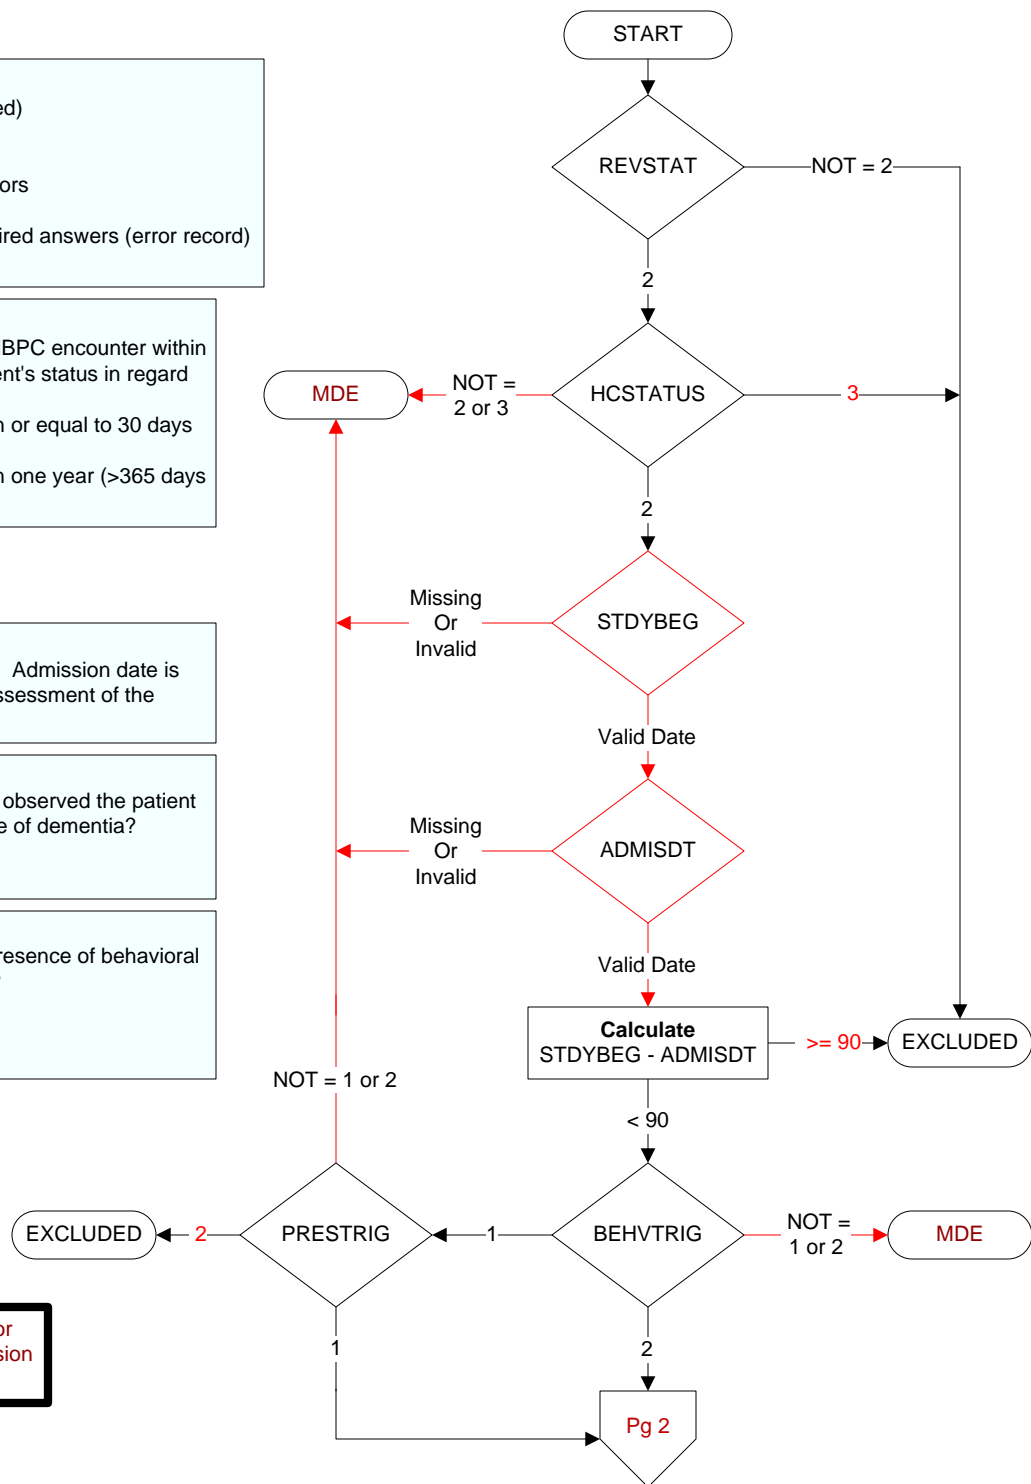 START
ed)
ors
ired answers (error record)
REVSTAT
NOT = 2
2
BPC encounter within
ent's status in regard
n or equal to 30 days
n one year (>365 days
MDE
NOT =
2 or 3
HCSTATUS
3
2
Missing
Or
Invalid
STDYBEG
Admission date is
ssessment of the
Valid Date
observed the patient
e of dementia?
Missing
Or
Invalid
ADMISDT
resence of behavioral
Valid Date
Calculate
STDYBEG - ADMISDT
>= 90
EXCLUDED
NOT = 1 or 2
< 90
EXCLUDED
2
PRESTRIG
1
BEHVTRIG
NOT =
1 or 2
MDE
or
sion
1
2
Pg 2